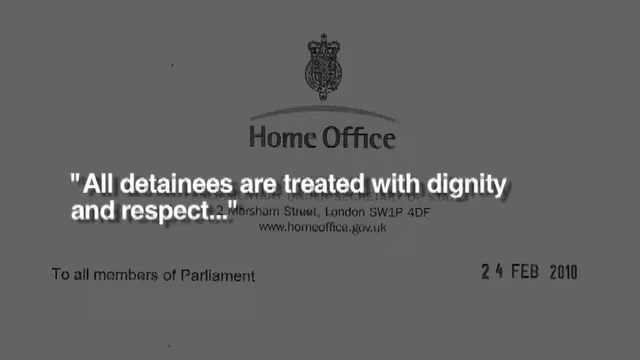 Home Office
"All detainees are treated with dignity
and respect..."
2 Marsham Street, London SW1P 4DF
www.homeoffice.gov.uk
To all members of Parliament
24 FEB 2010